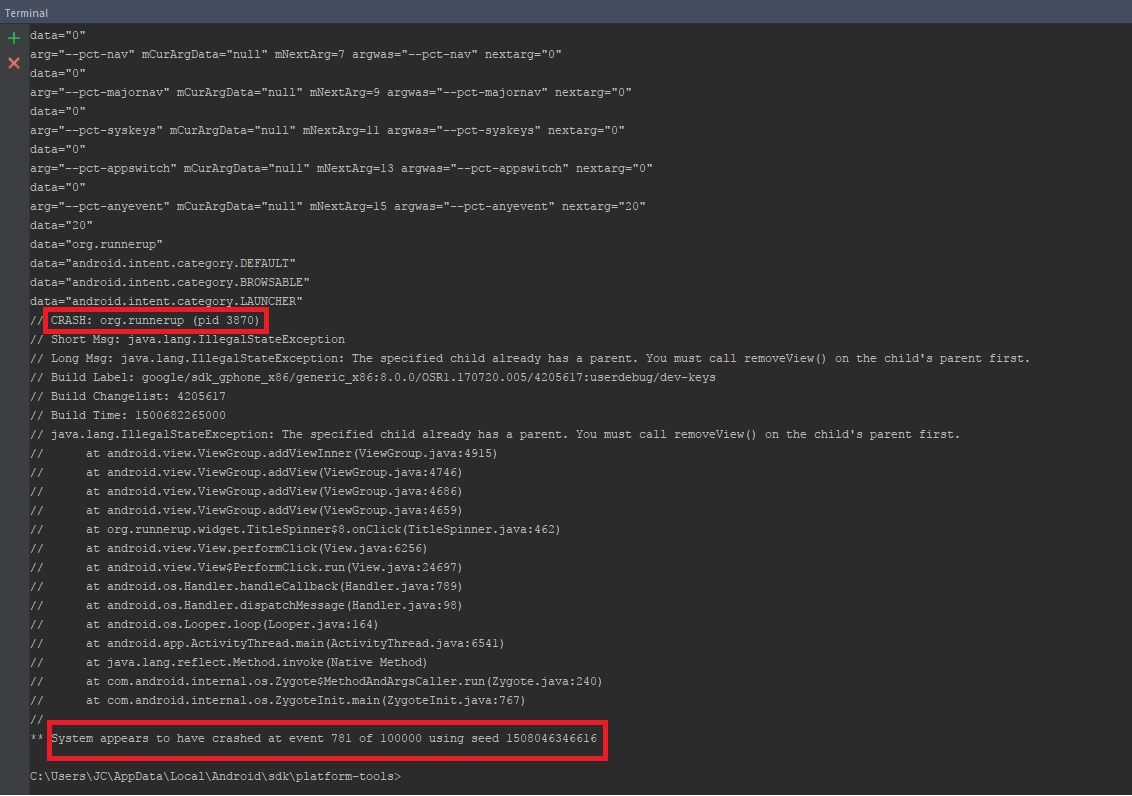 Terminal
data="0"
arg="--pct-nav" mCurArgData="null" mNextArg=7 argwas="--pct-nav" nextarg="0"
data="0"
arg="--pct-majornav" mCurArgData="null" mNextArg=9 argwas="--pct-majornav" nextarg="0"
data="0"
arg="--pct-syskeys" mCurArgData="null" mNextArg=11 argwas="--pct-syskeys" nextarg="0"
data="0"
arg="--pct-appswitch" mCurArgData="null" mNextArg=13 argwas="--pct-appswitch" nextarg="0"
data="0"
arg="--pct-anyevent" mCurArgData="null" mNextArg=15 argwas="--pct-anyevent" nextarg="20"
data="20"
data="org.runnerup"
data="android.intent.category.DEFAULT"
data="android.intent.category.BROWSABLE"
data="android.intent.category.LAUNCHER"
// CRASH: org.runnerup (pid 3870)
// Short Msg: java.lang.IllegalStateException
// Long Msg: java.lang.IllegalStateException: The specified child already has a parent. You must call removeView() on the child's parent first.
// Build Label: google/sdk_gphone_x86/generic_x86:8.0.0/OSR1.170720.005/4205617:userdebug/dev-keys
// Build Changelist: 4205617
// Build Time: 1500682265000
// java.lang.IllegalStateException: The specified child already has a parent. You must call removeView() on the child's parent first.
// at android.view.ViewGroup.addViewInner(ViewGroup.java:4915)
// at android.view.ViewGroup.addView(ViewGroup.java:4746)
// at android.view.ViewGroup.addView(ViewGroup.java:4686)
// at android.view.ViewGroup.addView(ViewGroup.java:4659)
// at org.runnerup.widget.TitleSpinner$8.onClick(TitleSpinner.java:462)
// at android.view.View.performClick(View.java:6256)
// at android.view.View$PerformClick.run(View.java:24697)
// at android.os.Handler.handleCallback(Handler.java:789)
// at android.os.Handler.dispatchMessage(Handler.java:98)
// at android.os.Looper.loop(Looper.java:164)
// at android.app.ActivityThread.main(ActivityThread.java:6541)
// at java.lang.reflect.Method.invoke(Native Method)
// at com.android.internal.os.Zygote$MethodAndArgsCaller.run(Zygote.java:240)
// at com.android.internal.os.ZygoteInit.main(ZygoteInit.java:767)
//
** System appears to have crashed at event 781 of 100000 using seed 1508046346616
C:\Users\JC\AppData\Local\Android\sdk\platform-tools>